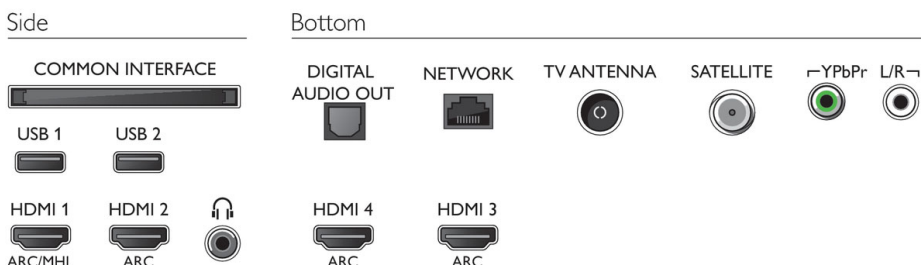 Side
COMMON INTERFACE
USB 1 USB 2
HDMI 1 HDMI 2
ARC/MHL ARC
Bottom
DIGITAL
AUDIO OUT
NETWORK
TV ANTENNA
SATELLITE
YPbPr L/R
HDMI 4 HDMI 3
ARC ARC